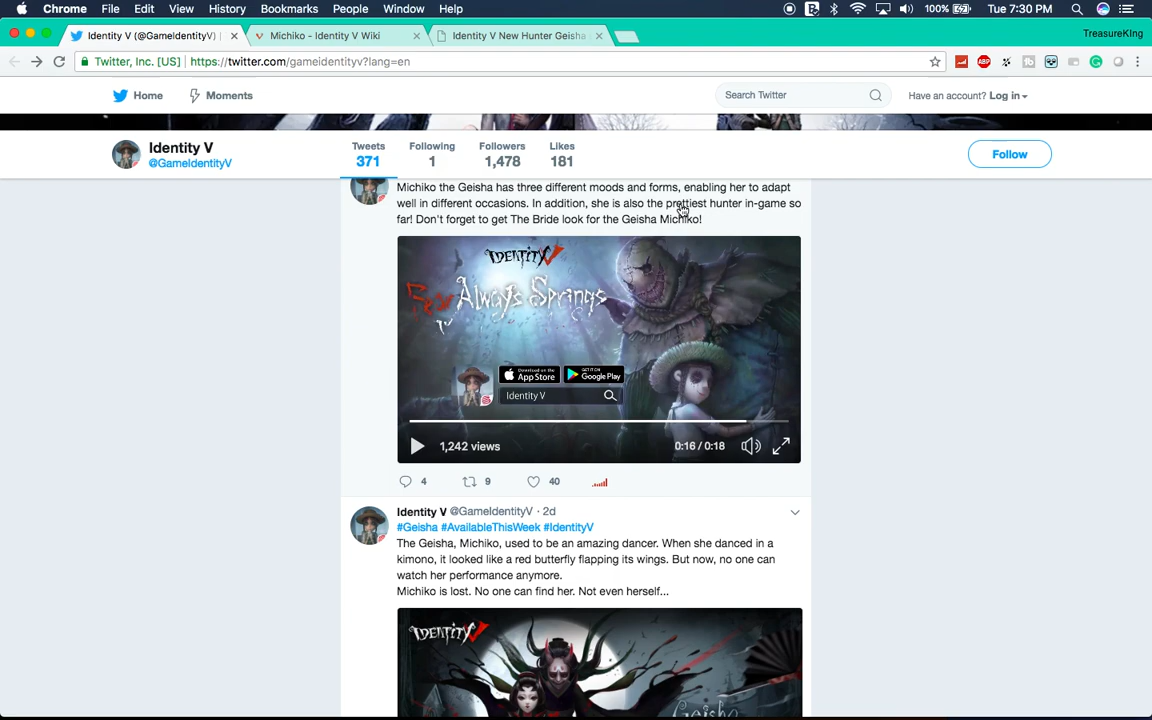 Chrome File Edit View History Bookmarks People Window Help 100% Tue 7:30 PM
Identity V (@GameIdentityV) | Michiko - Identity V Wiki Identity V New Hunter Geisha TreasureKIng
Twitter, Inc. [US] | https://twitter.com/gameidentityv?lang=en
Home Moments Search Twitter Have an account? Log in
Identity V
@GameIdentityV
Tweets Following Followers Likes
371 1 1,478 181
Follow
Michiko the Geisha has three different moods and forms, enabling her to adapt
well in different occasions. In addition, she is also the prettiest hunter in-game so
far! Don't forget to get The Bride look for the Geisha Michiko!
IDENTITY V
Always Springs
Download on the
App Store
GET IT ON
Google Play
Identity V
1,242 views 0:16 / 0:18
4 9 40
Identity V @GameIdentityV · 2d
#Geisha #AvailableThisWeek #IdentityV
The Geisha, Michiko, used to be an amazing dancer. When she danced in a
kimono, it looked like a red butterfly flapping its wings. But now, no one can
watch her performance anymore.
Michiko is lost. No one can find her. Not even herself...
IDENTITY V
Geisha